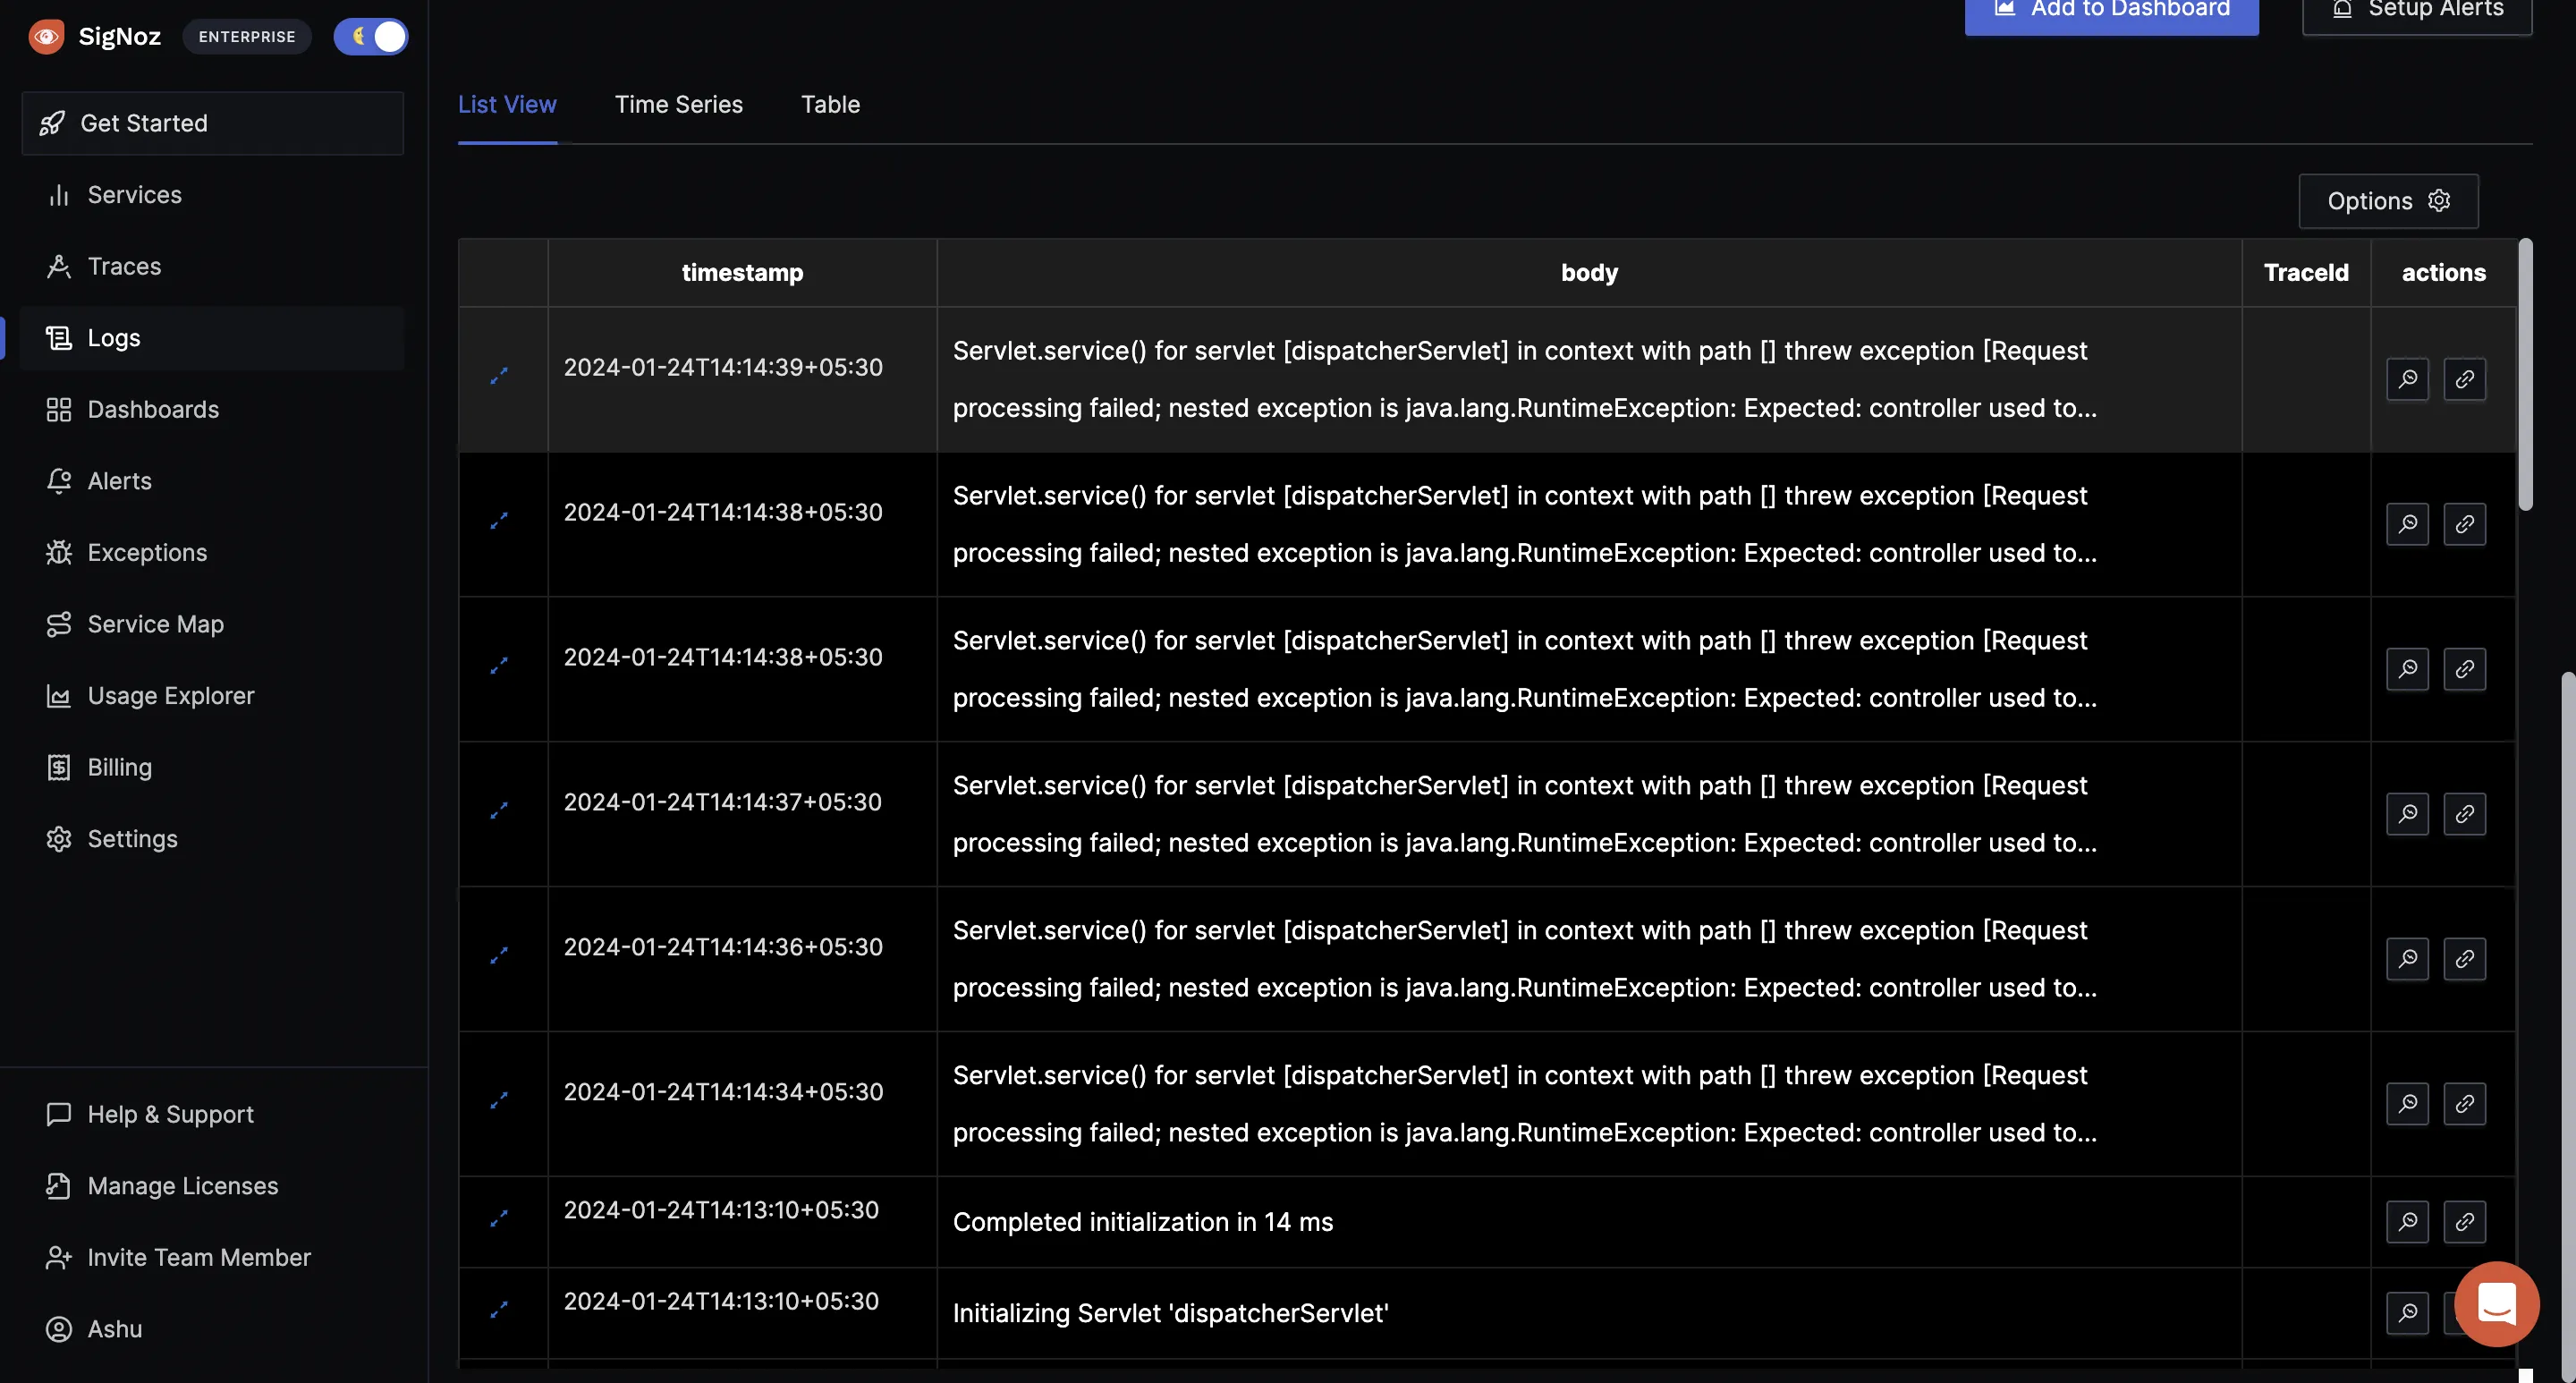 SigNoz
ENTERPRISE
Get Started
Services
Traces
Logs
Dashboards
Alerts
Exceptions
Service Map
Usage Explorer
Billing
Settings
Help & Support
Manage Licenses
Invite Team Member
Ashu
Add to Dashboard
Setup Alerts
List View
Time Series
Table
Options
timestamp body TraceId actions
2024-01-24T14:14:39+05:30
Servlet.service() for servlet [dispatcherServlet] in context with path [] threw exception [Request
processing failed; nested exception is java.lang.RuntimeException: Expected: controller used to...
2024-01-24T14:14:38+05:30
Servlet.service() for servlet [dispatcherServlet] in context with path [] threw exception [Request
processing failed; nested exception is java.lang.RuntimeException: Expected: controller used to...
2024-01-24T14:14:38+05:30
Servlet.service() for servlet [dispatcherServlet] in context with path [] threw exception [Request
processing failed; nested exception is java.lang.RuntimeException: Expected: controller used to...
2024-01-24T14:14:37+05:30
Servlet.service() for servlet [dispatcherServlet] in context with path [] threw exception [Request
processing failed; nested exception is java.lang.RuntimeException: Expected: controller used to...
2024-01-24T14:14:36+05:30
Servlet.service() for servlet [dispatcherServlet] in context with path [] threw exception [Request
processing failed; nested exception is java.lang.RuntimeException: Expected: controller used to...
2024-01-24T14:14:34+05:30
Servlet.service() for servlet [dispatcherServlet] in context with path [] threw exception [Request
processing failed; nested exception is java.lang.RuntimeException: Expected: controller used to...
2024-01-24T14:13:10+05:30
Completed initialization in 14 ms
2024-01-24T14:13:10+05:30
Initializing Servlet 'dispatcherServlet'